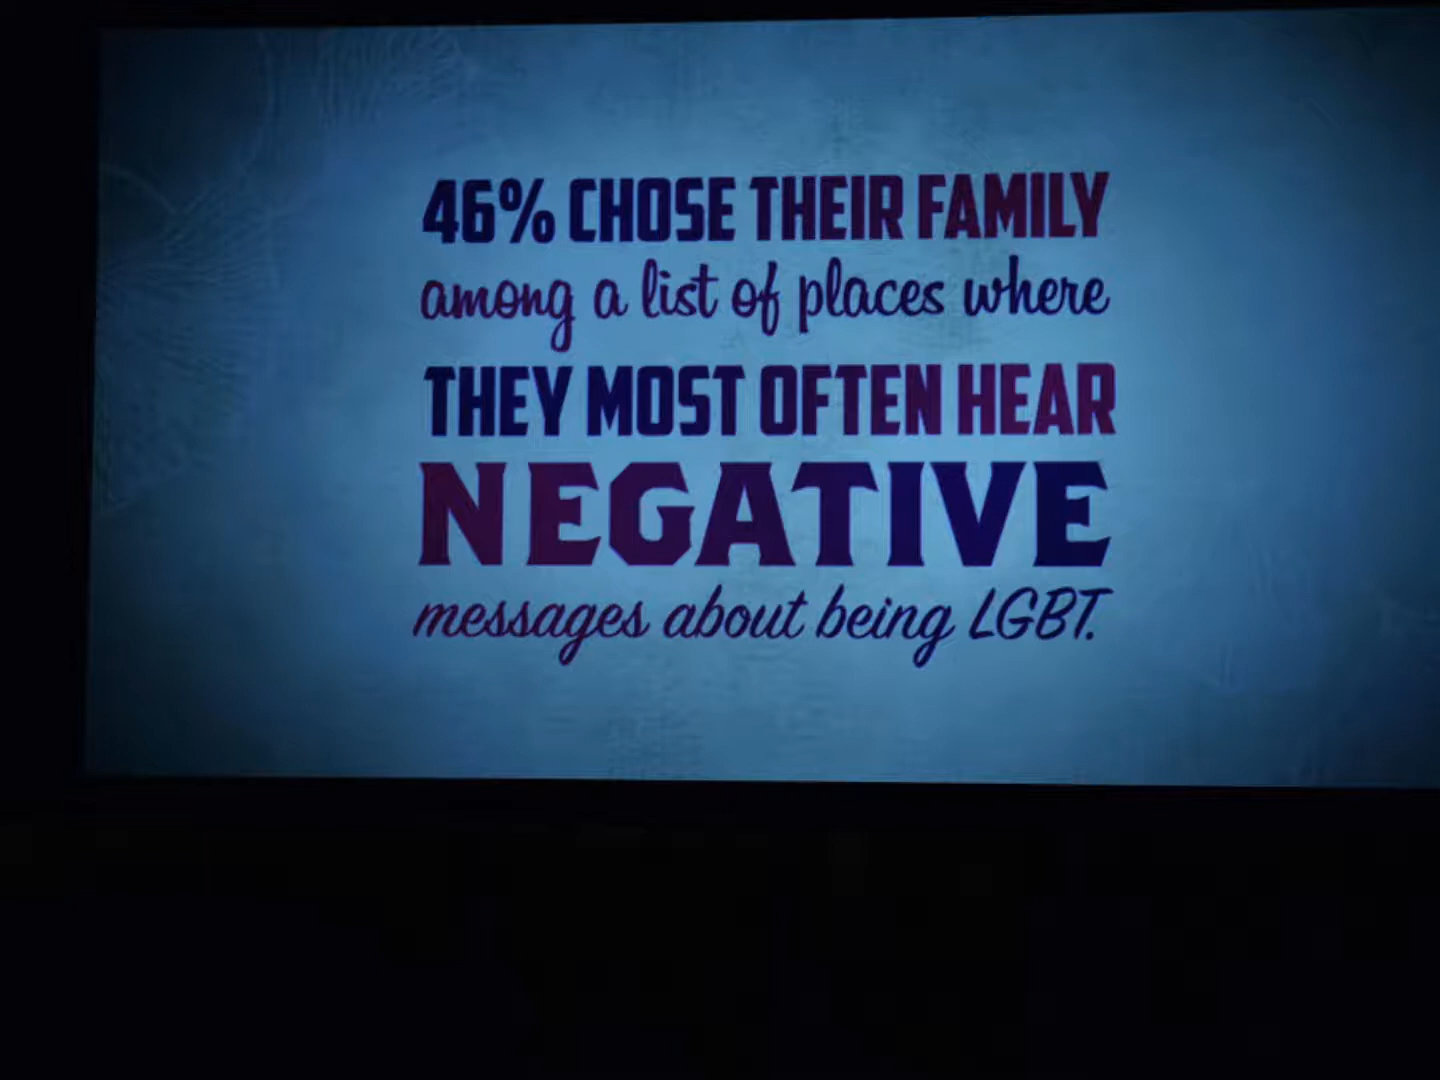 46% CHOSE THEIR FAMILY
among a list of places where
THEY MOST OFTEN HEAR
NEGATIVE
messages about being LGBT.